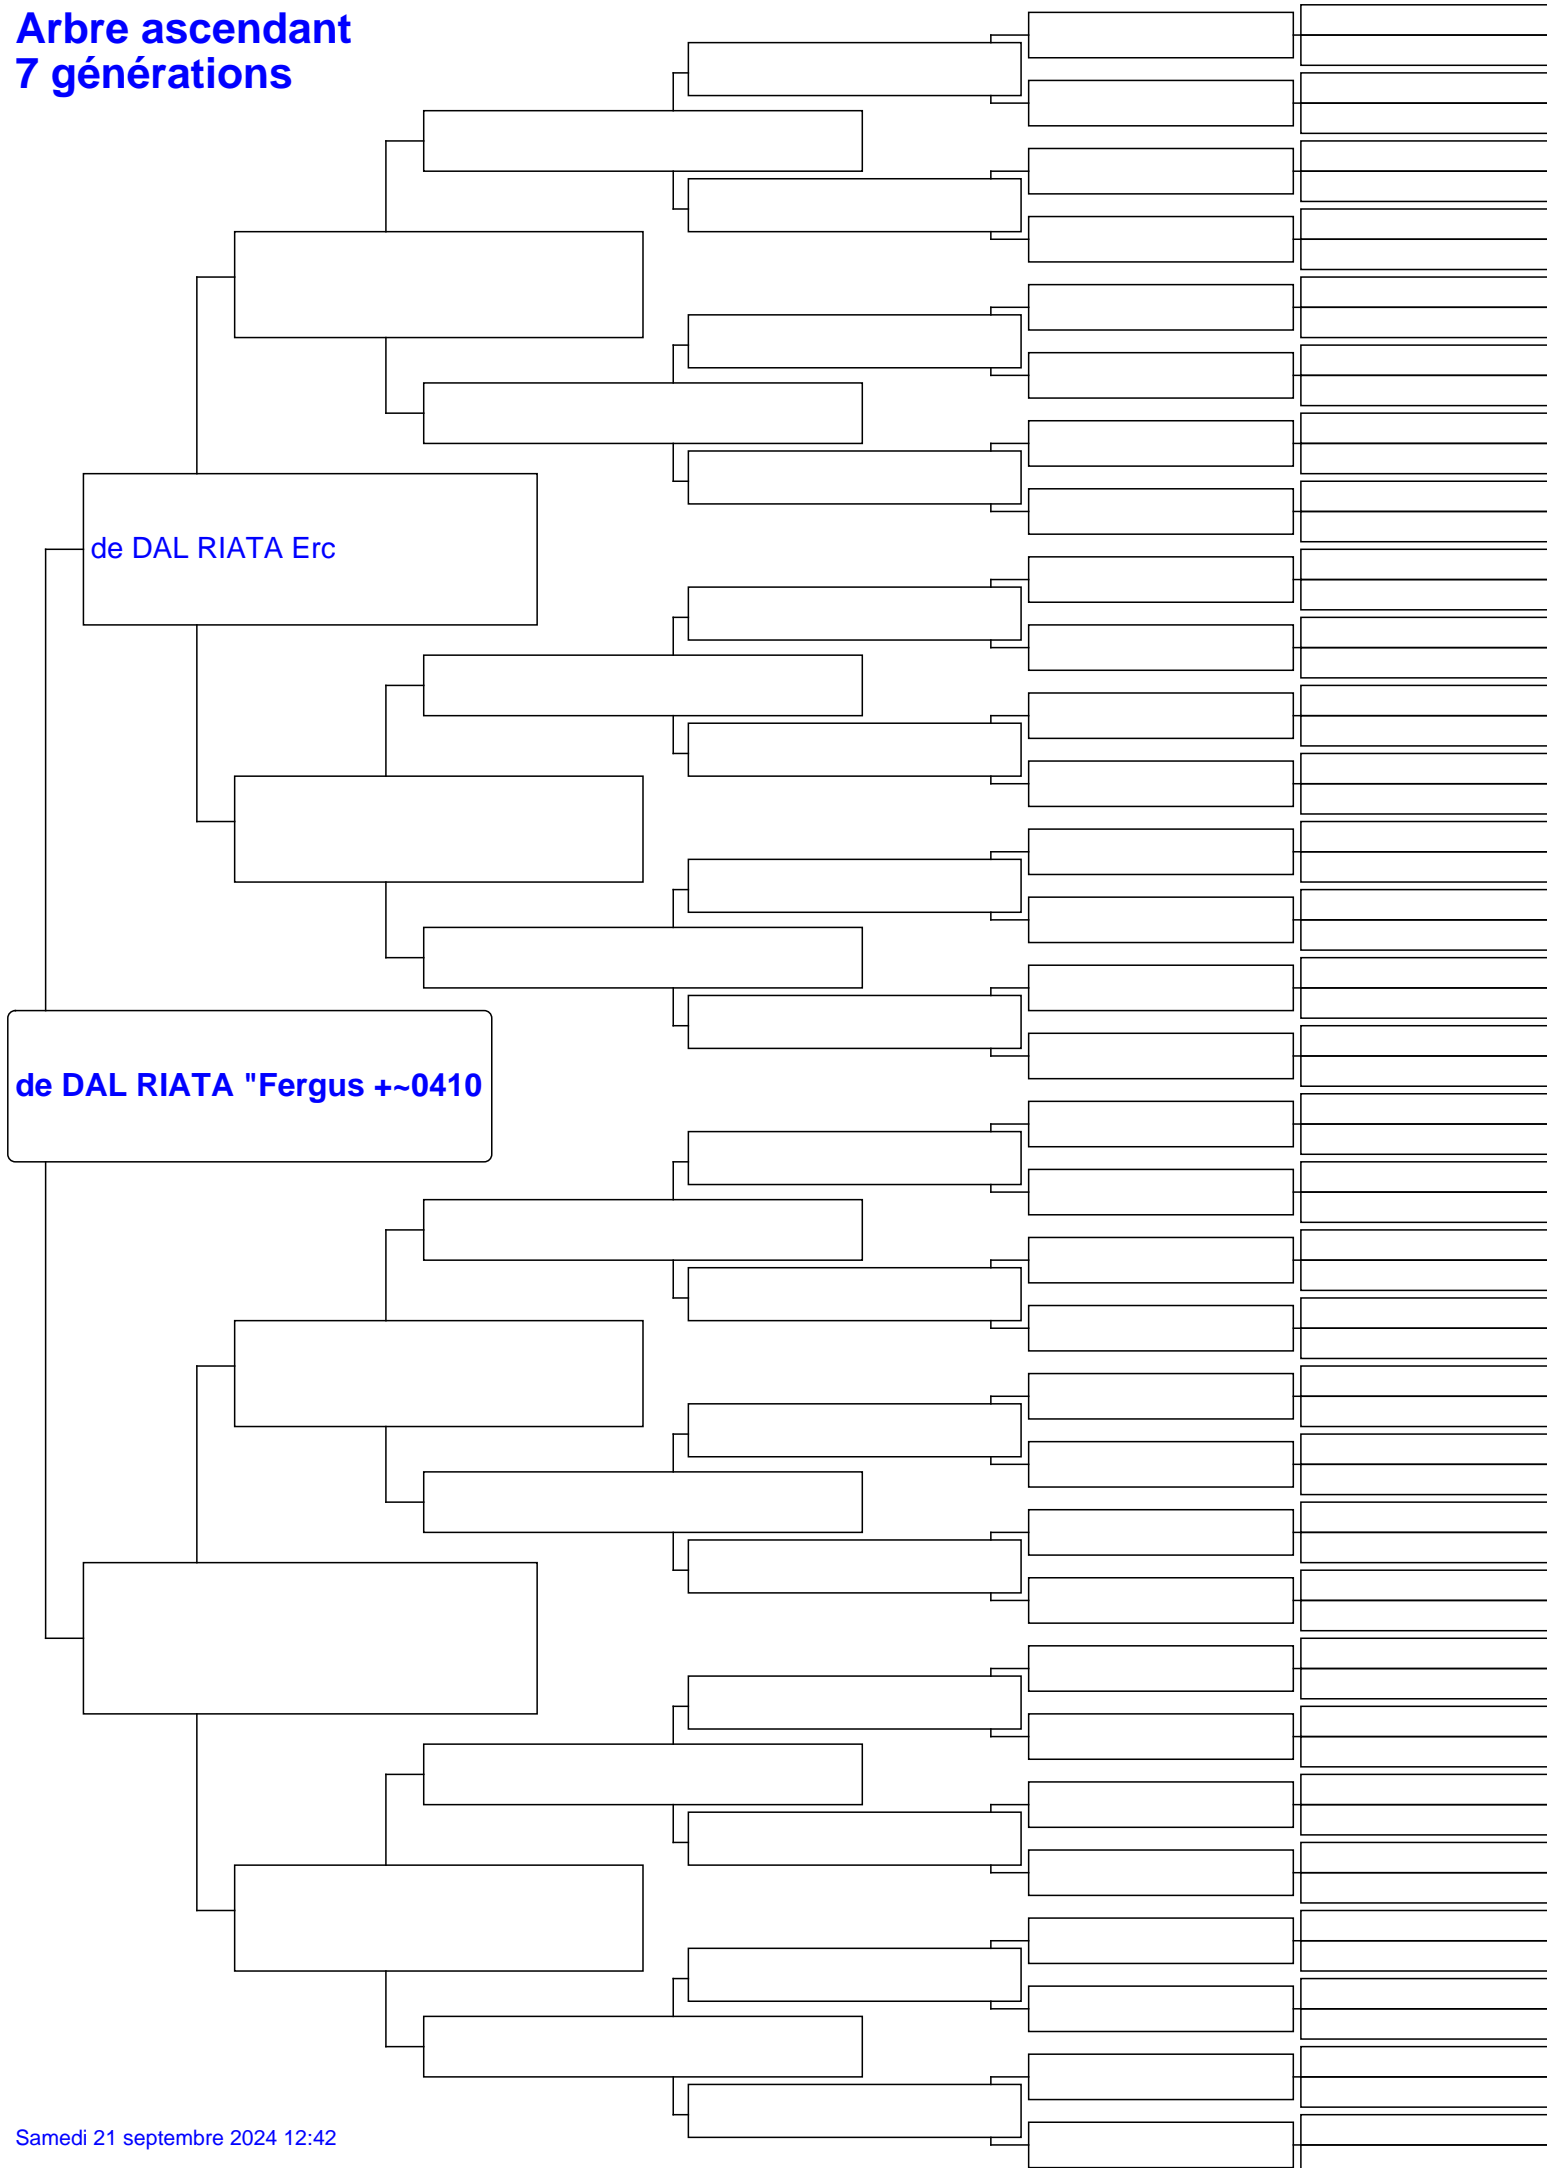 Arbre ascendant
7 générations
de DAL RIATA Erc
de DAL RIATA "Fergus +~0410
Samedi 21 septembre 2024 12:42